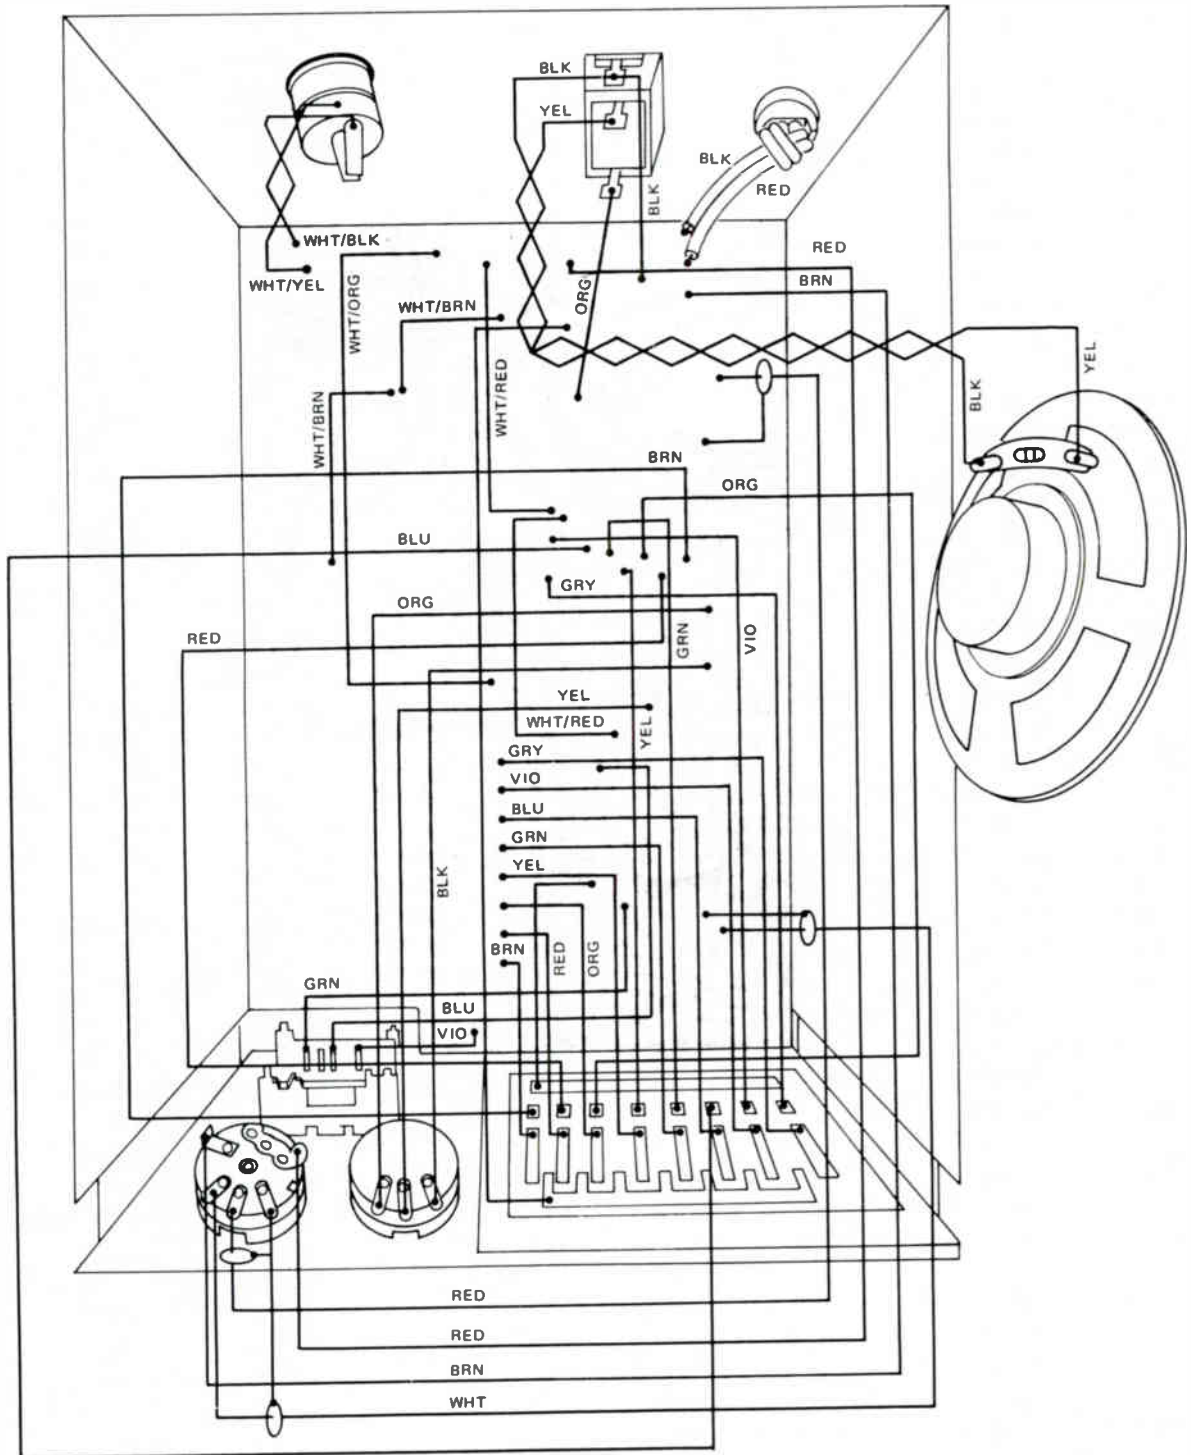 BLK
YEL
BLK
BLK
RED
WHT/BLK
WHT/YEL
WHT/ORG
ORG
RED
BRN
WHT/BRN
WHT/RED
YEL
BLK
WHT/BRN
BRN
ORG
BLU
GRY
ORG
RED
GRN
VIO
YEL
WHT/RED
YEL
GRY
VIO
BLU
GRN
YEL
BLK
BRN
RED
ORG
GRN
BLU
VIO
RED
RED
BRN
WHT